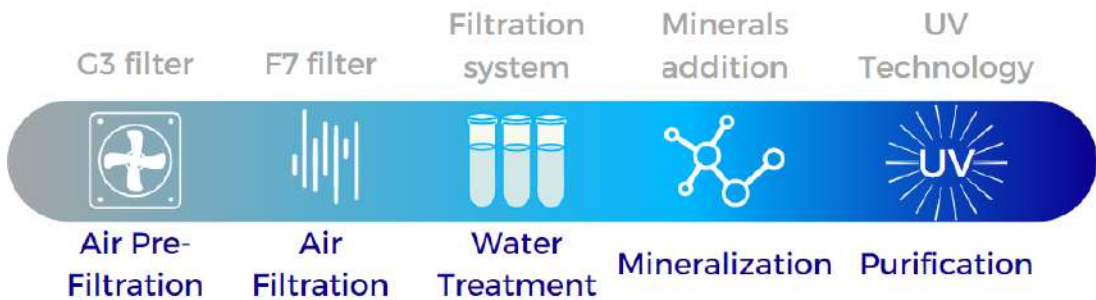 G3 filter
F7 filter
Filtration
system
Minerals
addition
UV
Technology
UV
Air Pre-
Filtration
Air
Filtration
Water
Treatment
Mineralization
Purification